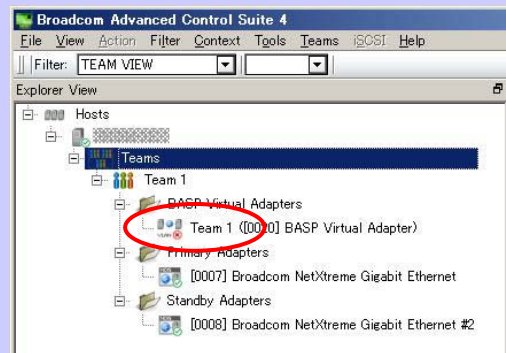 Broadcom Advanced Control Suite 4
File View Action Filter Context Tools Teams iSCSI Help
Filter: TEAM VIEW
Explorer View
Hosts
Teams
Team 1
BASP Virtual Adapters
Team 1 ([0020] BASP Virtual Adapter)
Primary Adapters
[0007] Broadcom NetXtreme Gigabit Ethernet
Standby Adapters
[0008] Broadcom NetXtreme Gigabit Ethernet #2